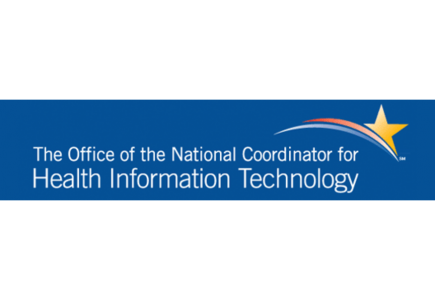 The Office of the National Coordinator for
Health Information Technology